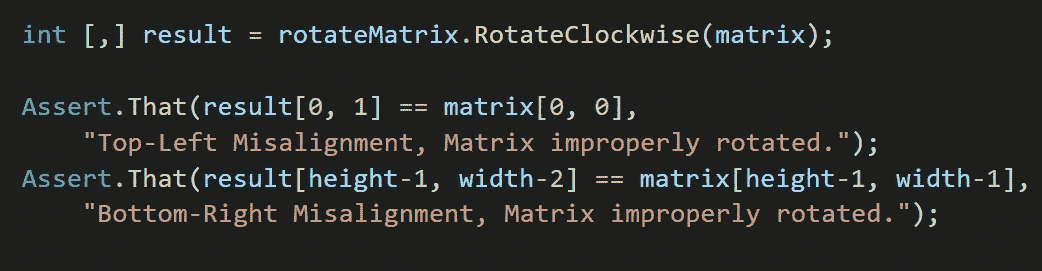 int [,] result = rotateMatrix.RotateClockwise(matrix);
Assert.That(result[0, 1] == matrix[0, 0],
"Top-Left Misalignment, Matrix improperly rotated.");
Assert.That(result[height-1, width-2] == matrix[height-1, width-1],
"Bottom-Right Misalignment, Matrix improperly rotated.");